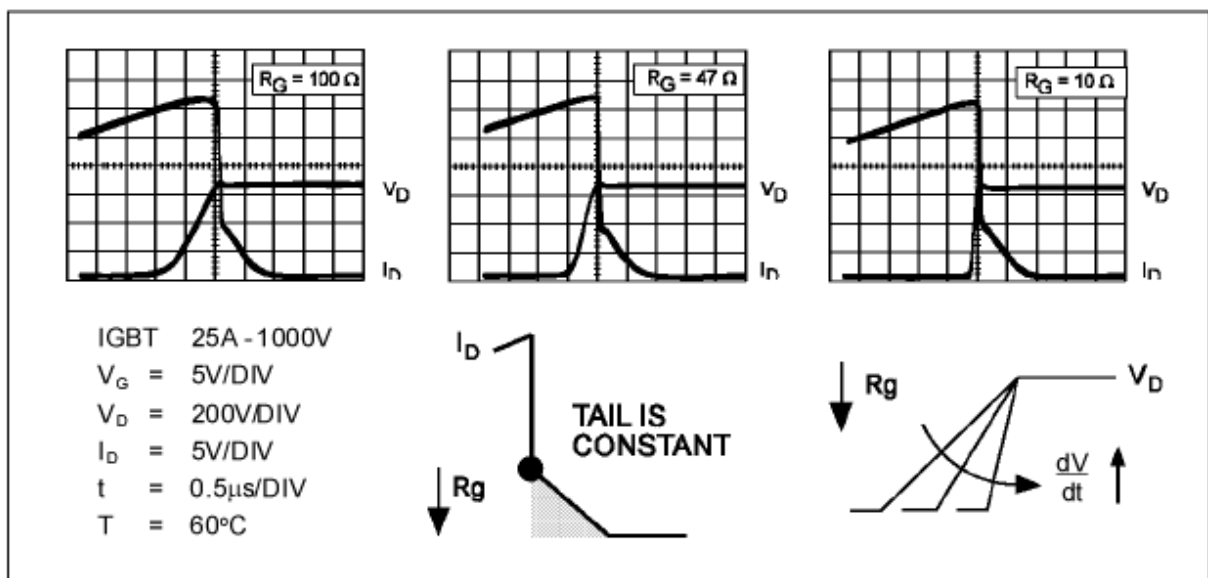 R_G = 100 Ω
V_D
I_D
R_G = 47 Ω
V_D
I_D
R_G = 10 Ω
V_D
I_D
IGBT 25A - 1000V
V_G = 5V/DIV
V_D = 200V/DIV
I_D = 5V/DIV
t = 0.5µs/DIV
T = 60°C
I_D
TAIL IS
CONSTANT
Rg
Rg
V_D
dV
dt